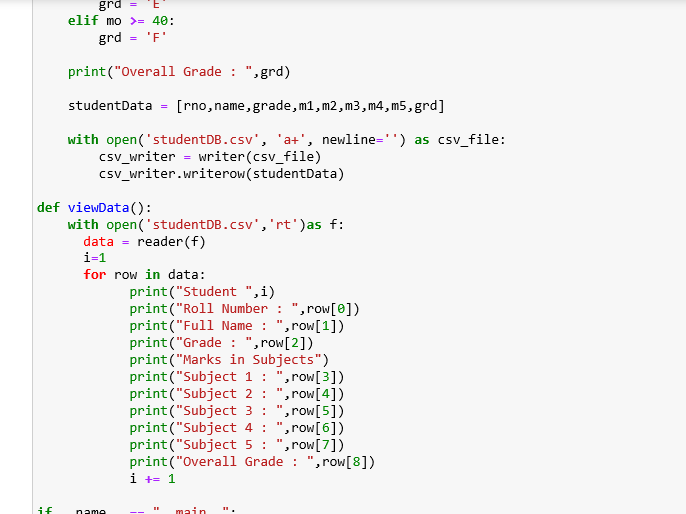 grd = 'E'
elif mo >= 40:
grd = 'F'
print("Overall Grade : ",grd)
studentData = [rno,name,grade,m1,m2,m3,m4,m5,grd]
with open('studentDB.csv', 'a+', newline='') as csv_file:
csv_writer = writer(csv_file)
csv_writer.writerow(studentData)
def viewData():
with open('studentDB.csv','rt')as f:
data = reader(f)
i=1
for row in data:
print("Student ",i)
print("Roll Number : ",row[0])
print("Full Name : ",row[1])
print("Grade : ",row[2])
print("Marks in Subjects")
print("Subject 1 : ",row[3])
print("Subject 2 : ",row[4])
print("Subject 3 : ",row[5])
print("Subject 4 : ",row[6])
print("Subject 5 : ",row[7])
print("Overall Grade : ",row[8])
i += 1
if __name__ == "__main__":